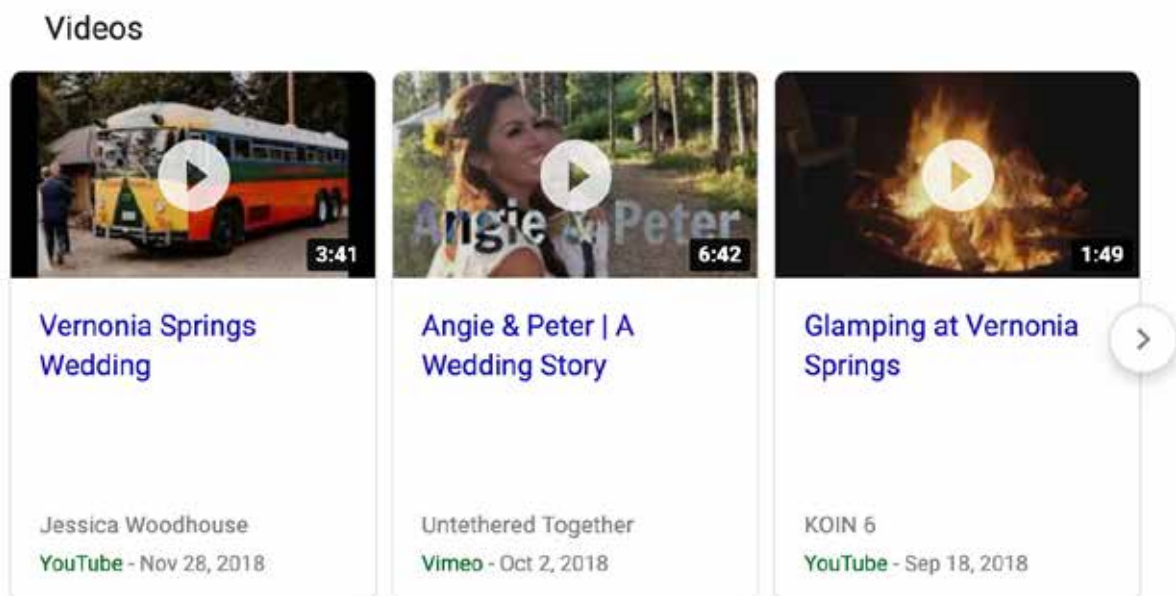 Videos
3:41
Angie & Peter
6:42
1:49
Vernonia Springs
Wedding
Angie & Peter | A
Wedding Story
Glamping at Vernonia
Springs
Jessica Woodhouse
YouTube - Nov 28, 2018
Untethered Together
Vimeo - Oct 2, 2018
KOIN 6
YouTube - Sep 18, 2018